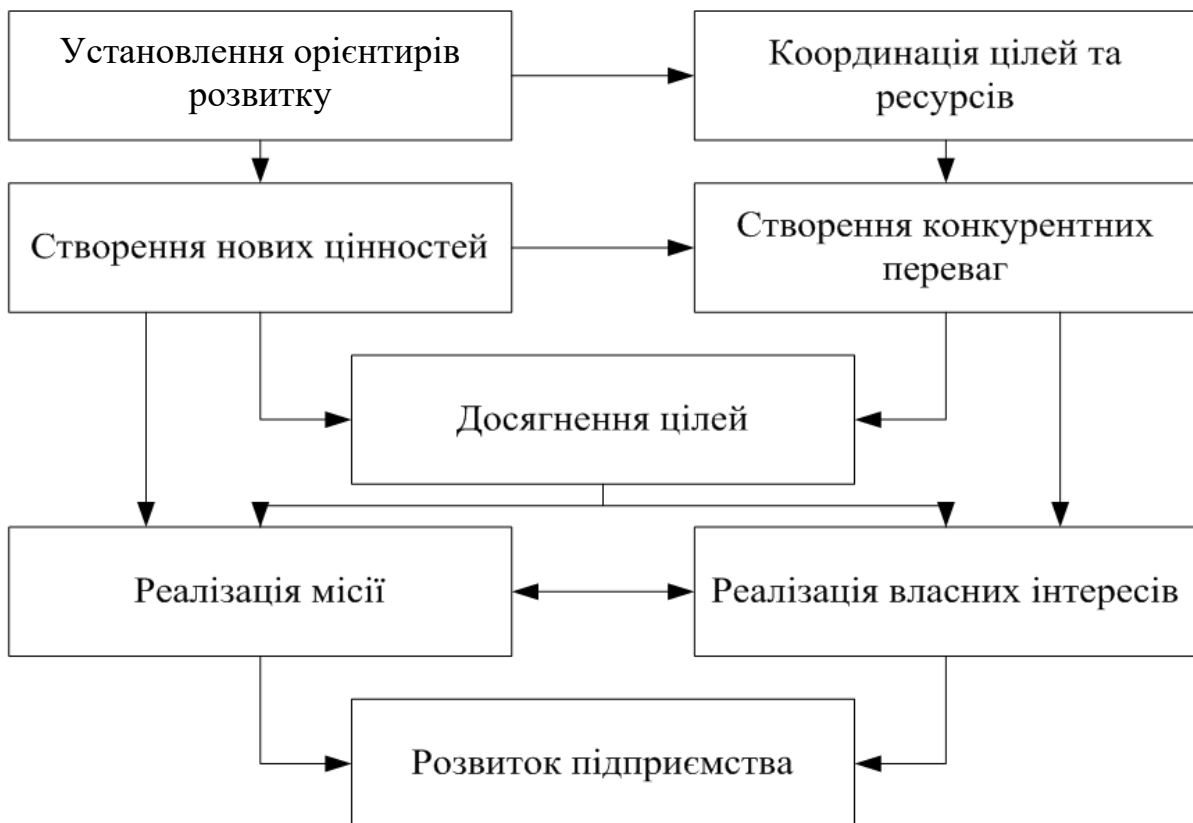 Установлення орієнтирів
розвитку
Координація цілей та
ресурсів
Створення нових цінностей
Створення конкурентних
переваг
Досягнення цілей
Реалізація місії
Реалізація власних інтересів
Розвиток підприємства